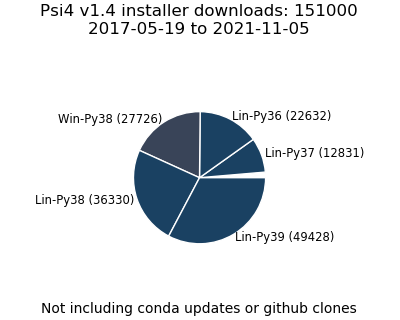 Psi4 v1.4 installer downloads: 151000
2017-05-19 to 2021-11-05
Win-Py38 (27726)
Lin-Py36 (22632)
Lin-Py37 (12831)
Lin-Py38 (36330)
Lin-Py39 (49428)
Not including conda updates or github clones